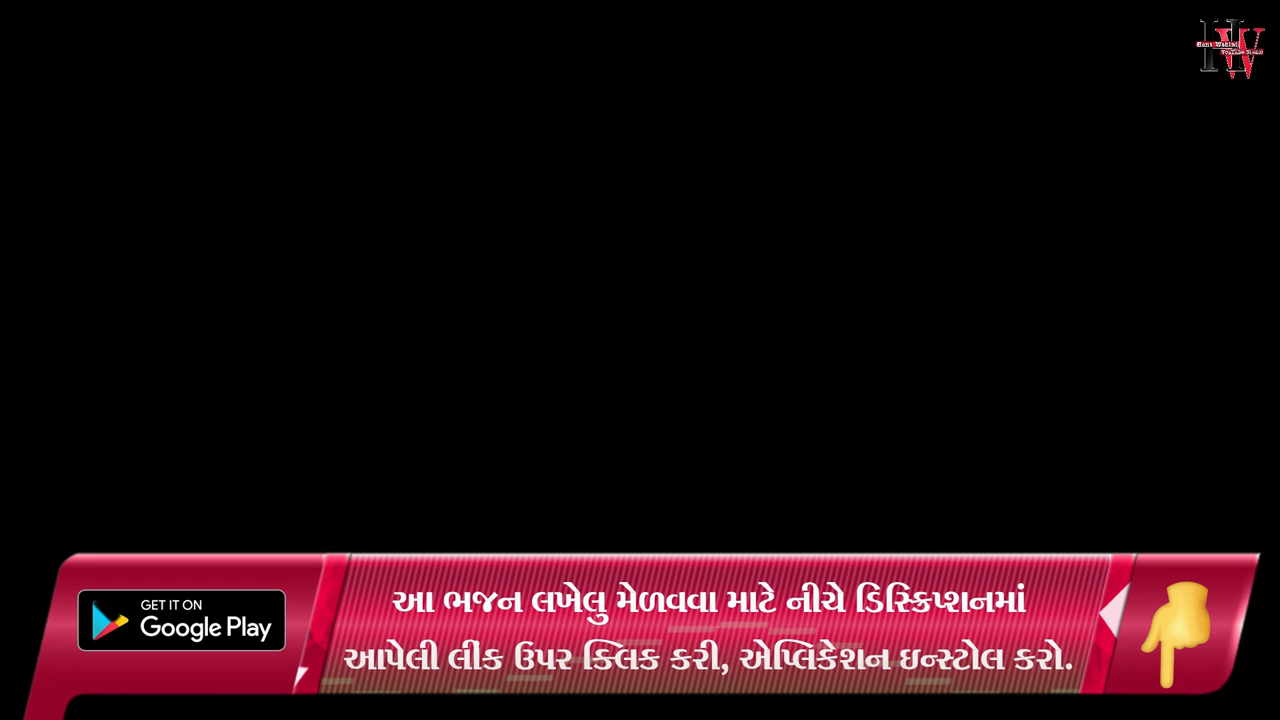 GET IT ON
Google Play
આ ભજન લખેલુ મેળવવા માટે નીચે ડિસ્ક્રિપ્શનમાં
આપેલી લીંક ઉપર ક્લિક કરી, એપ્લિકેશન ઇન્સ્ટોલ કરો.